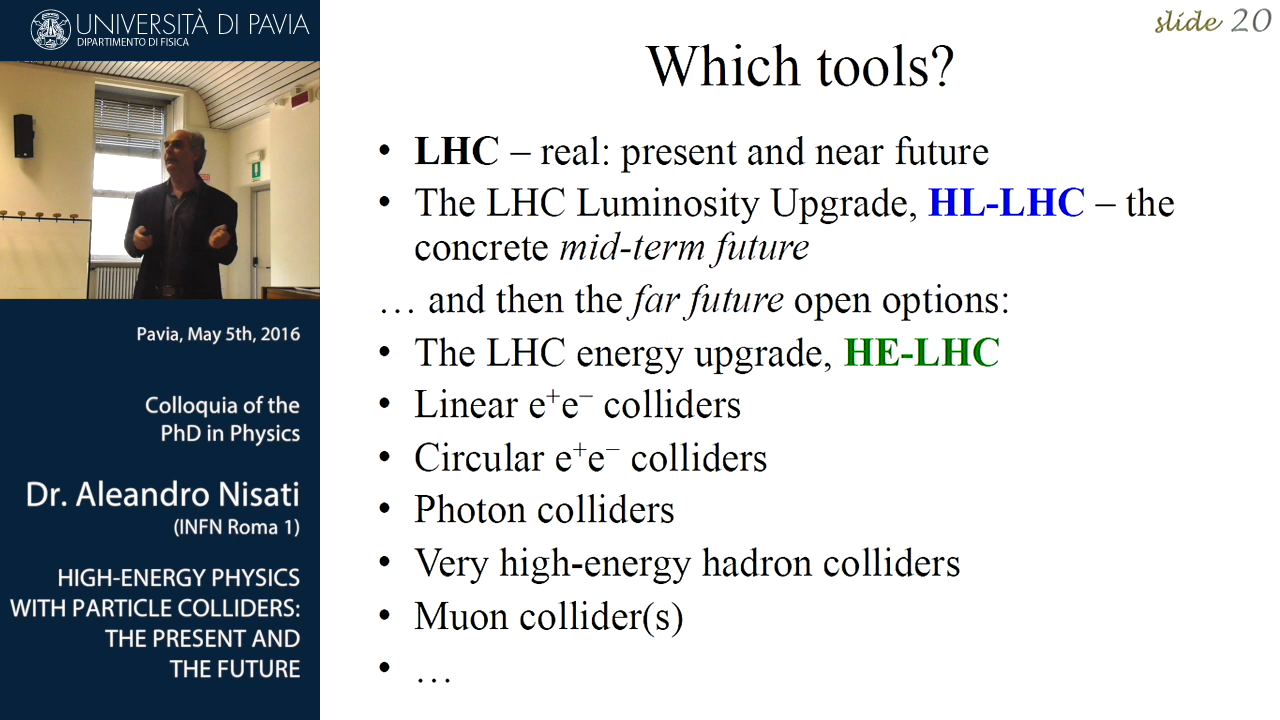 UNIVERSITÀ DI PAVIA
DIPARTIMENTO DI FISICA
Pavia, May 5th, 2016
Colloquia of the
PhD in Physics
Dr. Aleandro Nisati
(INFN Roma 1)
HIGH-ENERGY PHYSICS
WITH PARTICLE COLLIDERS:
THE PRESENT AND
THE FUTURE
slide 20
Which tools?
• LHC – real: present and near future
• The LHC Luminosity Upgrade, HL-LHC – the
concrete mid-term future
… and then the far future open options:
• The LHC energy upgrade, HE-LHC
• Linear e⁺e⁻ colliders
• Circular e⁺e⁻ colliders
• Photon colliders
• Very high-energy hadron colliders
• Muon collider(s)
• …